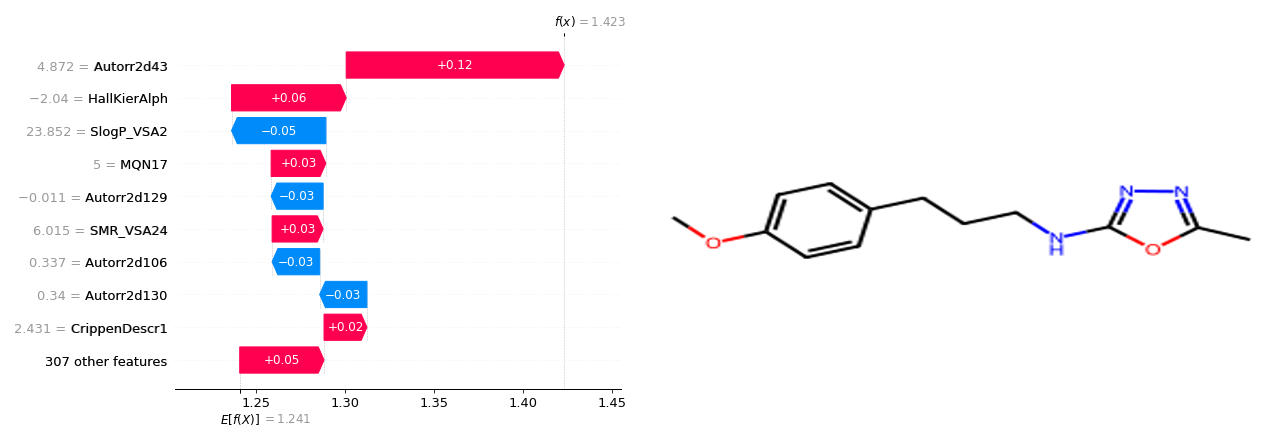 f(x) = 1.423
4.872 = Autorr2d43 +0.12
−2.04 = HallKierAlph +0.06
23.852 = SlogP_VSA2 −0.05
5 = MQN17 +0.03
−0.011 = Autorr2d129 −0.03
6.015 = SMR_VSA24 +0.03
0.337 = Autorr2d106 −0.03
0.34 = Autorr2d130 −0.03
2.431 = CrippenDescr1 +0.02
307 other features +0.05
1.25 1.30 1.35 1.40 1.45
E[f(X)] = 1.241
N N
O N O
H